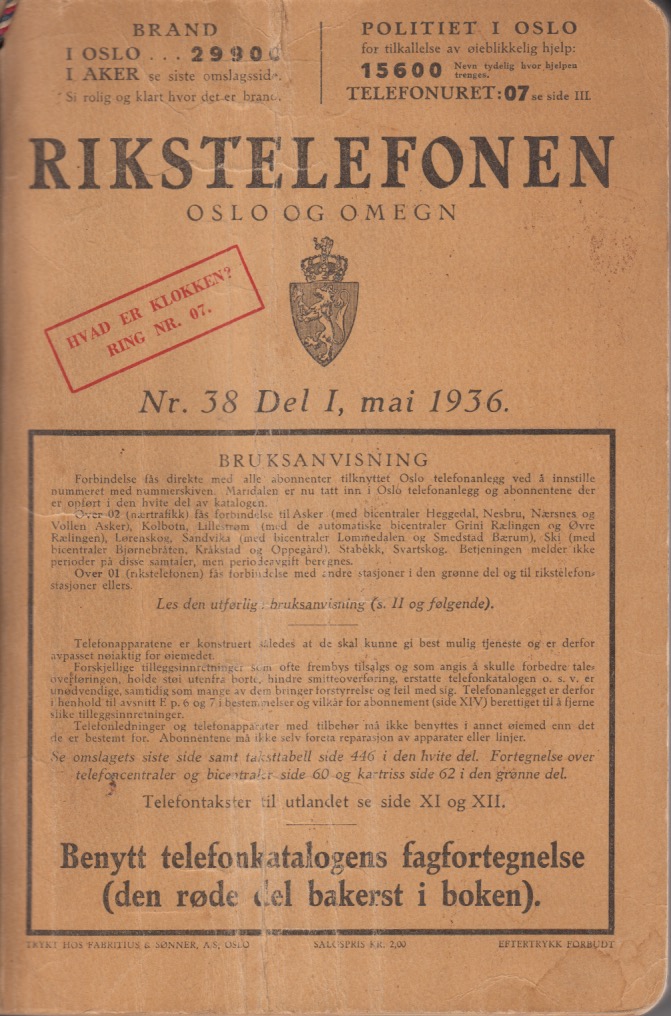 BRAND
I OSLO ... 29900
I AKER se siste omslagsside.
Si rolig og klart hvor det er brann.
POLITIET I OSLO
for tilkallelse av øieblikkelig hjelp:
15600 Nevn tydelig hvor hjelpen trenges.
TELEFONURET: 07 se side III.
RIKSTELEFONEN
OSLO OG OMEGN
HVAD ER KLOKKEN?
RING NR. 07.
Nr. 38 Del I, mai 1936.
BRUKSANVISNING
Forbindelse fås direkte med alle abonnenter tilknyttet Oslo telefonanlegg ved å innstille
nummeret med nummerskiven. Maridalen er nu tatt inn i Oslo telefonanlegg og abonnentene der
er opført i den hvite del av katalogen.
Over 02 (nærtrafikk) fås forbindelse til Asker (med bicentraler Heggedal, Nesbru, Nærsnes og
Vollen Asker), Kolbotn, Lillestrøm (med de automatiske bicentraler Grini Rælingen og Øvre
Rælingen), Lørenskog, Sandvika (med bicentraler Lommedalen og Smedstad Bærum), Ski (med
bicentraler Bjørnebråten, Kråkstad og Oppegård), Stabekk, Svartskog. Betjeningen melder ikke
perioder på disse samtaler, men periodeavgift beregnes.
Over 01 (rikstelefonen) fås forbindelse med andre stasjoner i den grønne del og til rikstelefon-
stasjoner ellers.
Les den utførlige bruksanvisning (s. II og følgende).
Telefonapparatene er konstruert således at de skal kunne gi best mulig tjeneste og er derfor
avpasset nøiaktig for øiemedet.
Forskjellige tilleggsinnretninger som ofte frembys tilsalgs og som angis å skulle forbedre tale-
overføringen, holde støi utenfra borte, hindre smitteoverføring, erstatte telefonkatalogen o. s. v. er
unødvendige, samtidig som mange av dem bringer forstyrrelse og feil med sig. Telefonanlegget er derfor
i henhold til avsnitt E p. 6 og 7 i bestemmelser og vilkår for abonnement (side XIV) berettiget til å fjerne
slike tilleggsinnretninger.
Telefonledninger og telefonapparater med tilbehør må ikke benyttes i annet øiemed enn det
de er bestemt for. Abonnentene må ikke selv foreta reparasjon av apparater eller linjer.
Se omslagets siste side samt taksttabell side 446 i den hvite del. Fortegnelse over
telefoncentraler og bicentraler side 60 og kartriss side 62 i den grønne del.
Telefontakster til utlandet se side XI og XII.
Benytt telefonkatalogens fagfortegnelse
(den røde del bakerst i boken).
TRYKT HOS FABRITIUS & SØNNER, A/S, OSLO
SALGSPRIS KR. 2,00
EFTERTRYKK FORBUDT